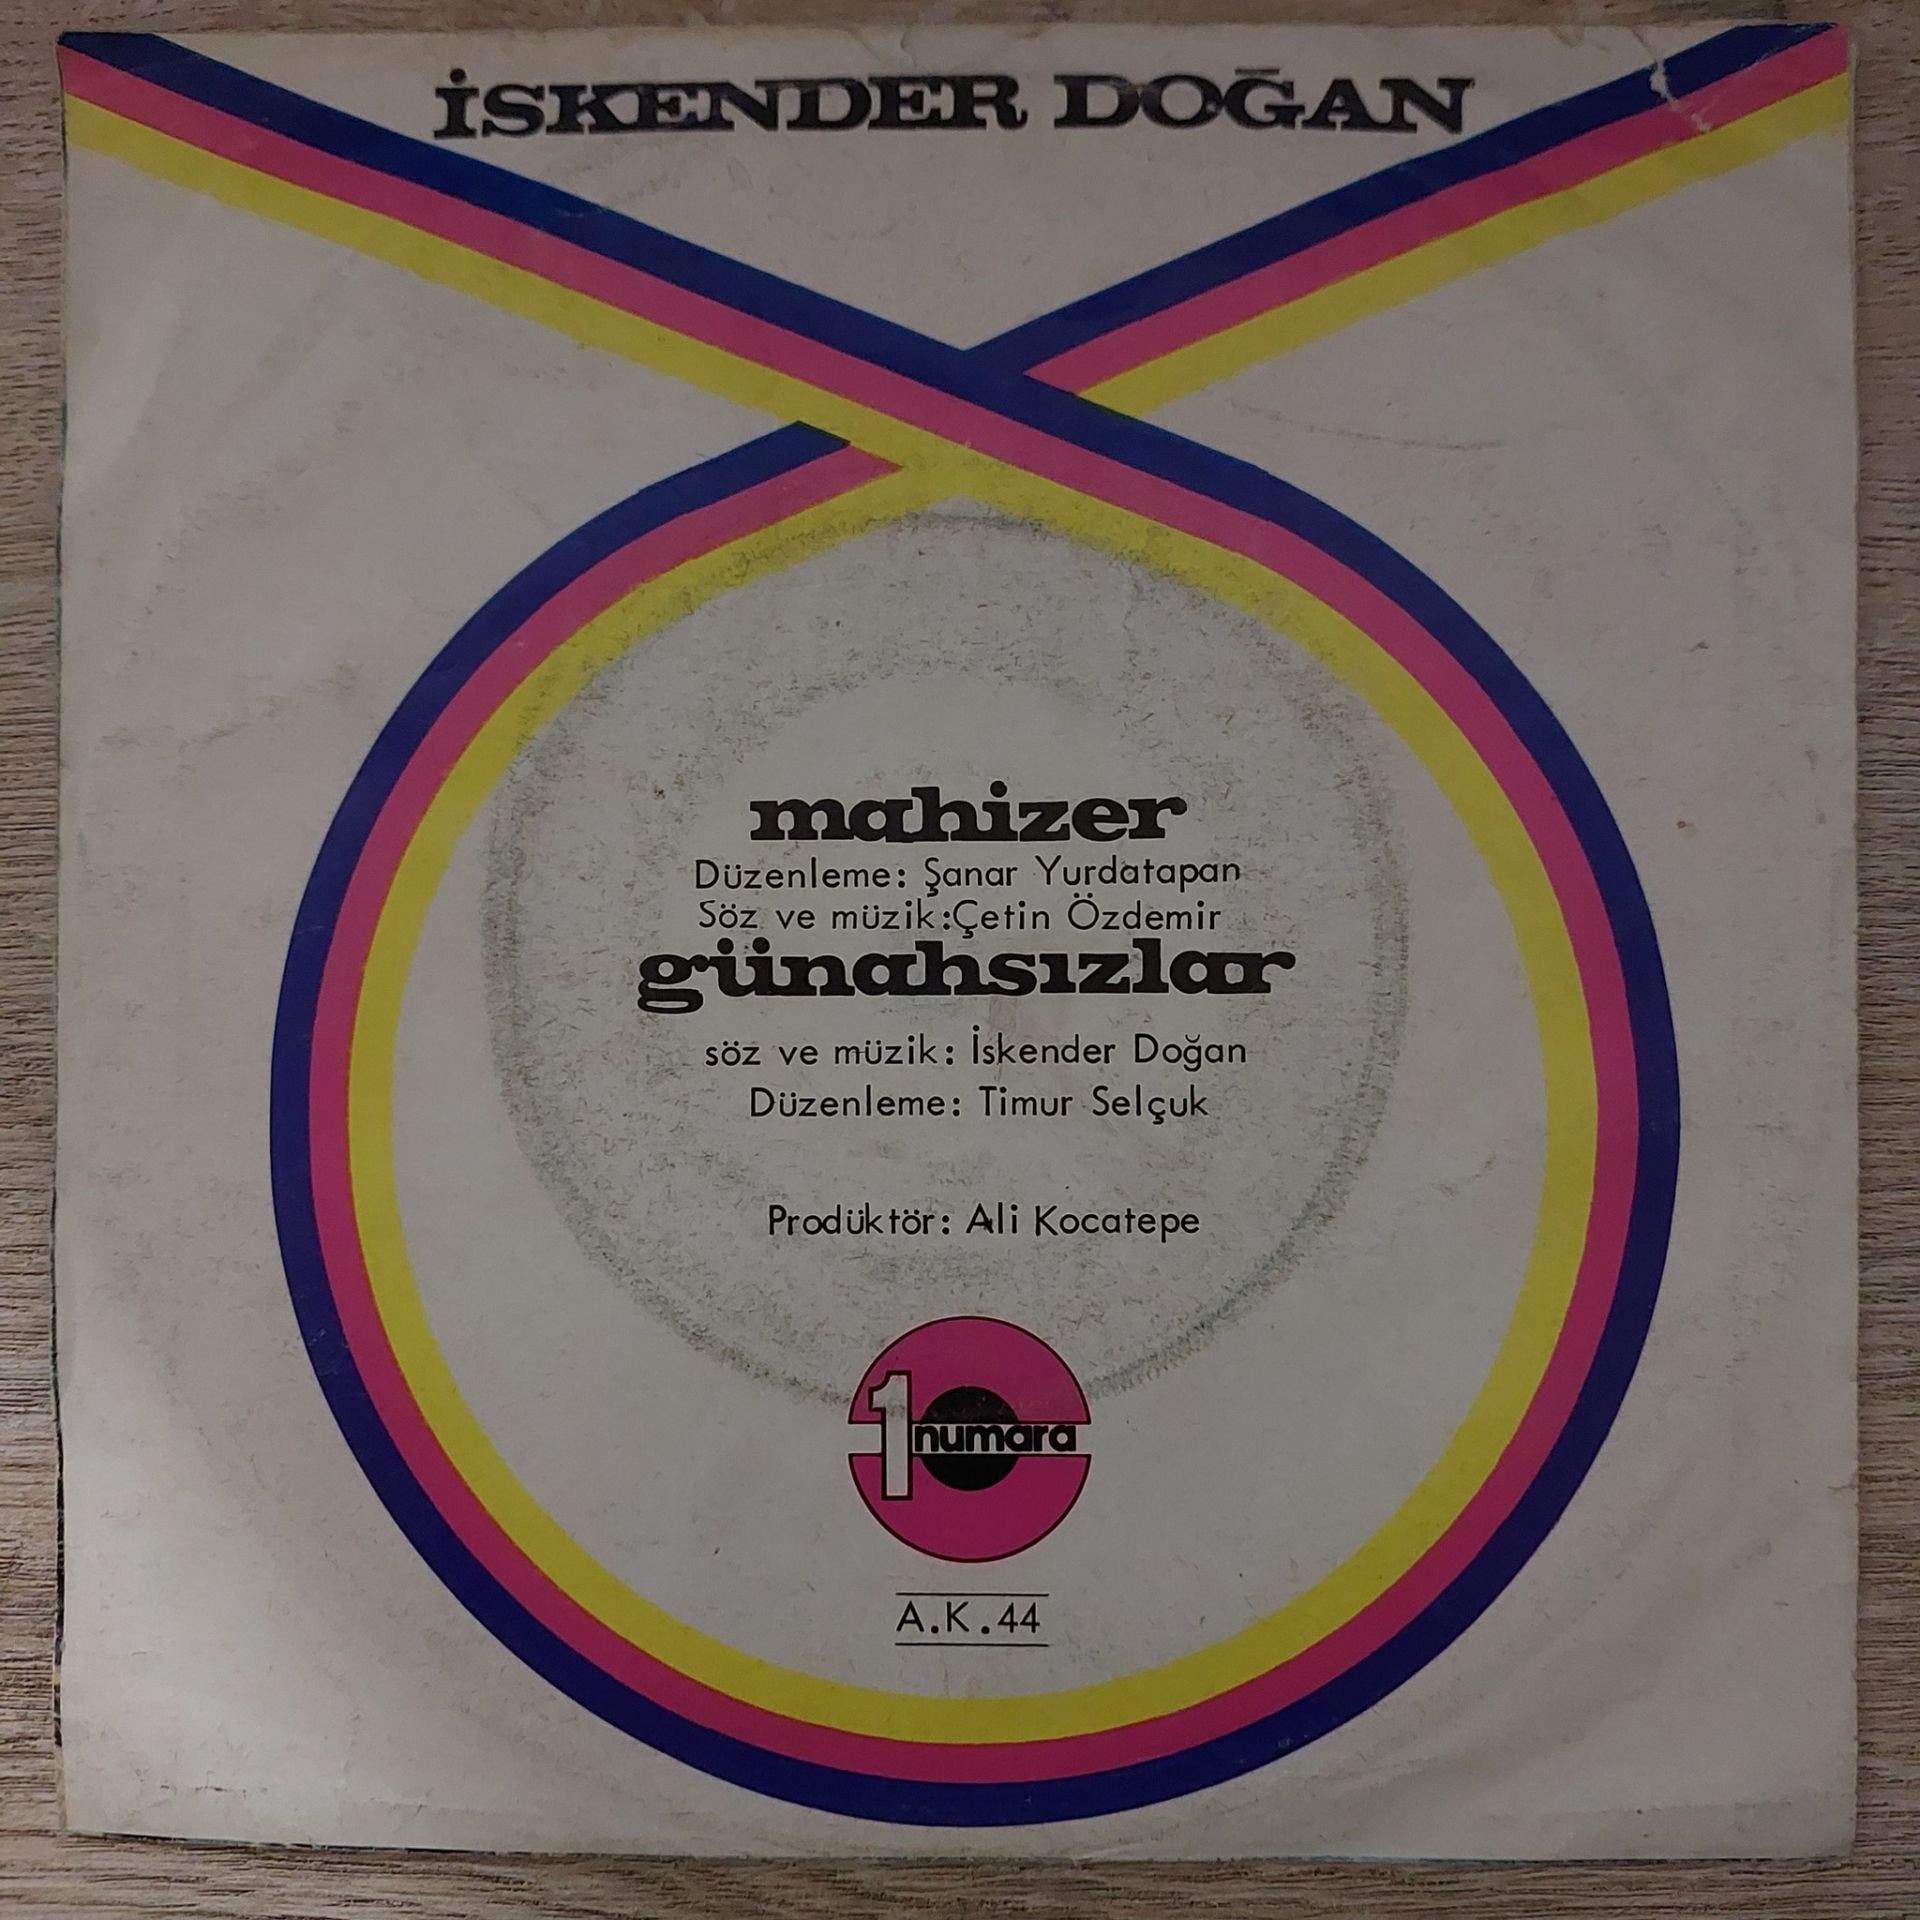 İSKENDER DOĞAN
mahizer
Düzenleme: Şanar Yurdatapan
Söz ve müzik:Çetin Özdemir
günahsızlar
söz ve müzik: İskender Doğan
Düzenleme: Timur Selçuk
Prodüktör: Ali Kocatepe
1 numara
A.K.44